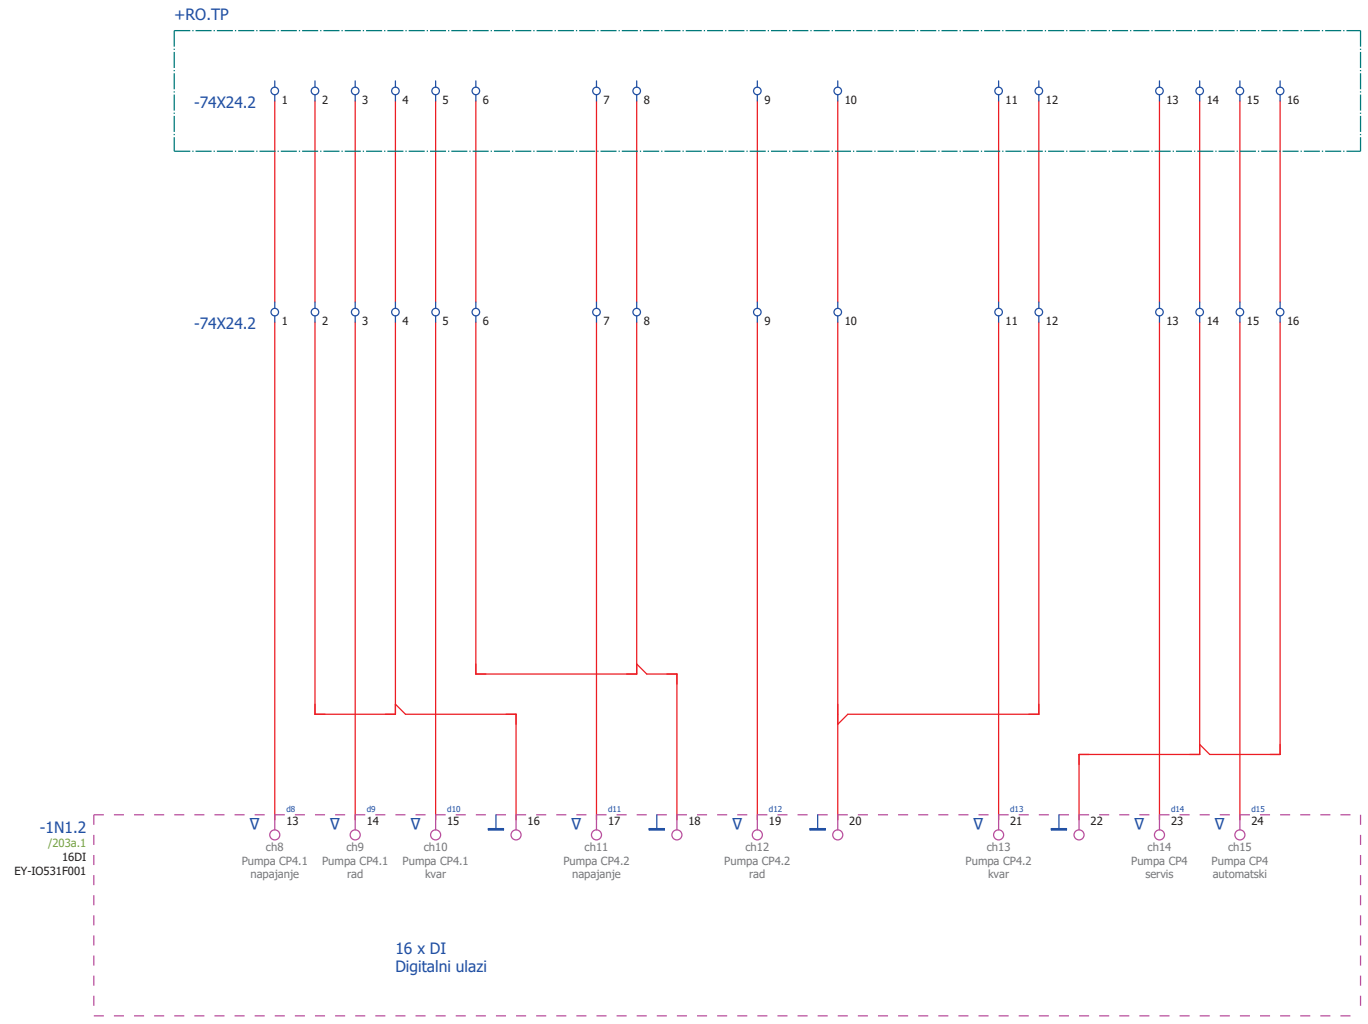 +RO.TP
-74X24.2 1 2 3 4 5 6 7 8 9 10 11 12 13 14 15 16
-74X24.2 1 2 3 4 5 6 7 8 9 10 11 12 13 14 15 16
d8 d9 d10 d11 d12 d13 d14 d15
13 14 15 16 17 18 19 20 21 22 23 24
-1N1.2
/203a.1
16DI
EY-IO531F001
ch8 ch9 ch10 ch11 ch12 ch13 ch14 ch15
Pumpa CP4.1 Pumpa CP4.1 Pumpa CP4.1 Pumpa CP4.2 Pumpa CP4.2 Pumpa CP4.2 Pumpa CP4 Pumpa CP4
napajanje rad kvar napajanje rad kvar servis automatski
16 x DI
Digitalni ulazi